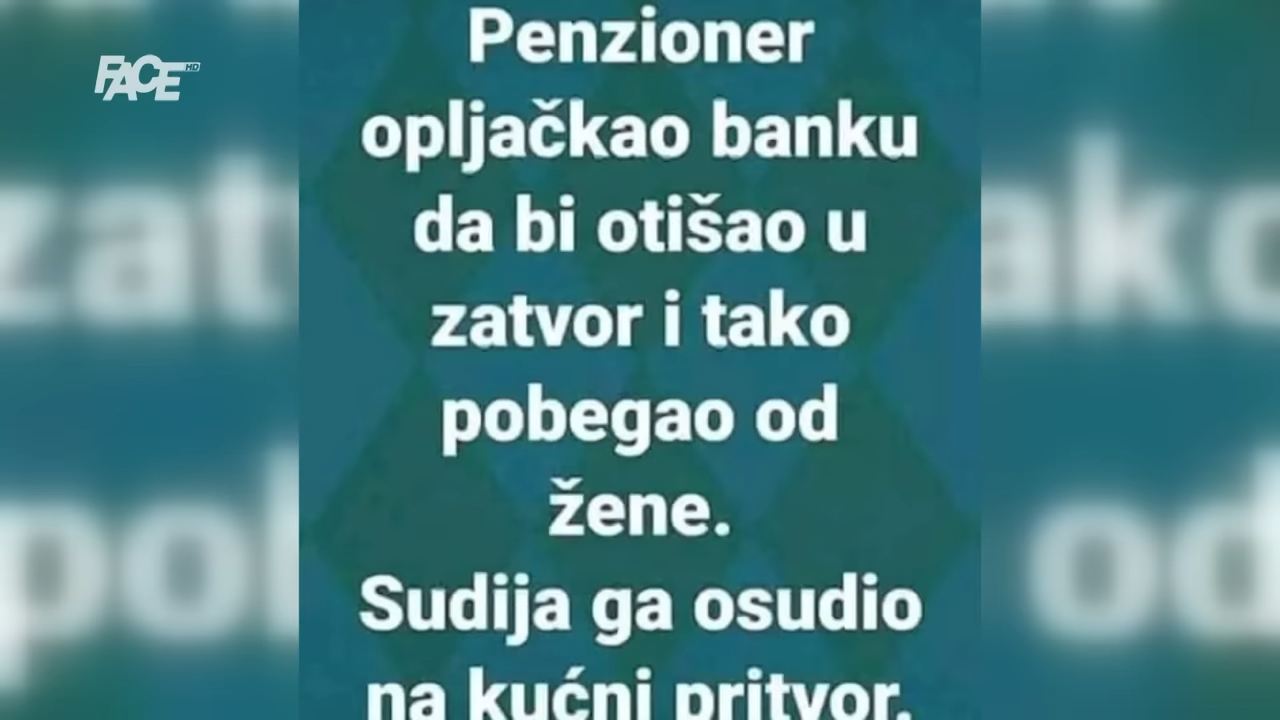 FACE HD
Penzioner
opljačkao banku
da bi otišao u
zatvor i tako
pobegao od
žene.
Sudija ga osudio
na kućni pritvor.